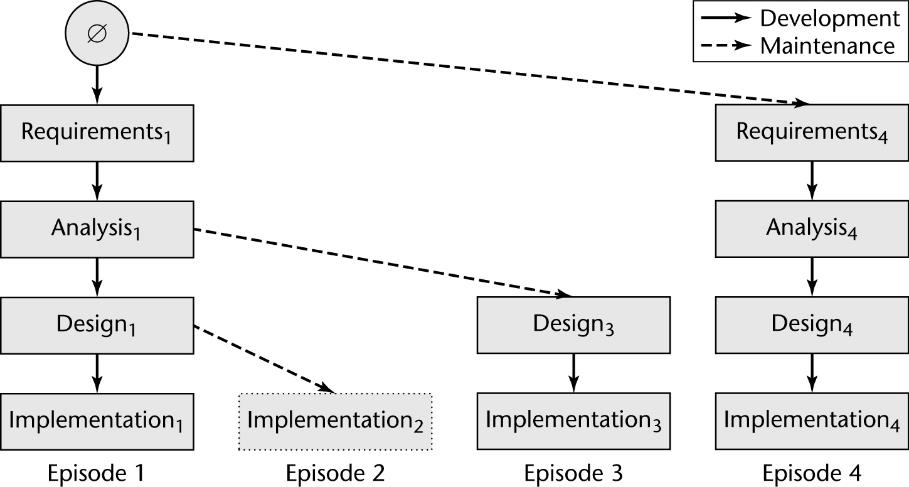 ∅
Development
Maintenance
Requirements₁
Requirements₄
Analysis₁
Analysis₄
Design₁
Design₃
Design₄
Implementation₁
Implementation₂
Implementation₃
Implementation₄
Episode 1
Episode 2
Episode 3
Episode 4